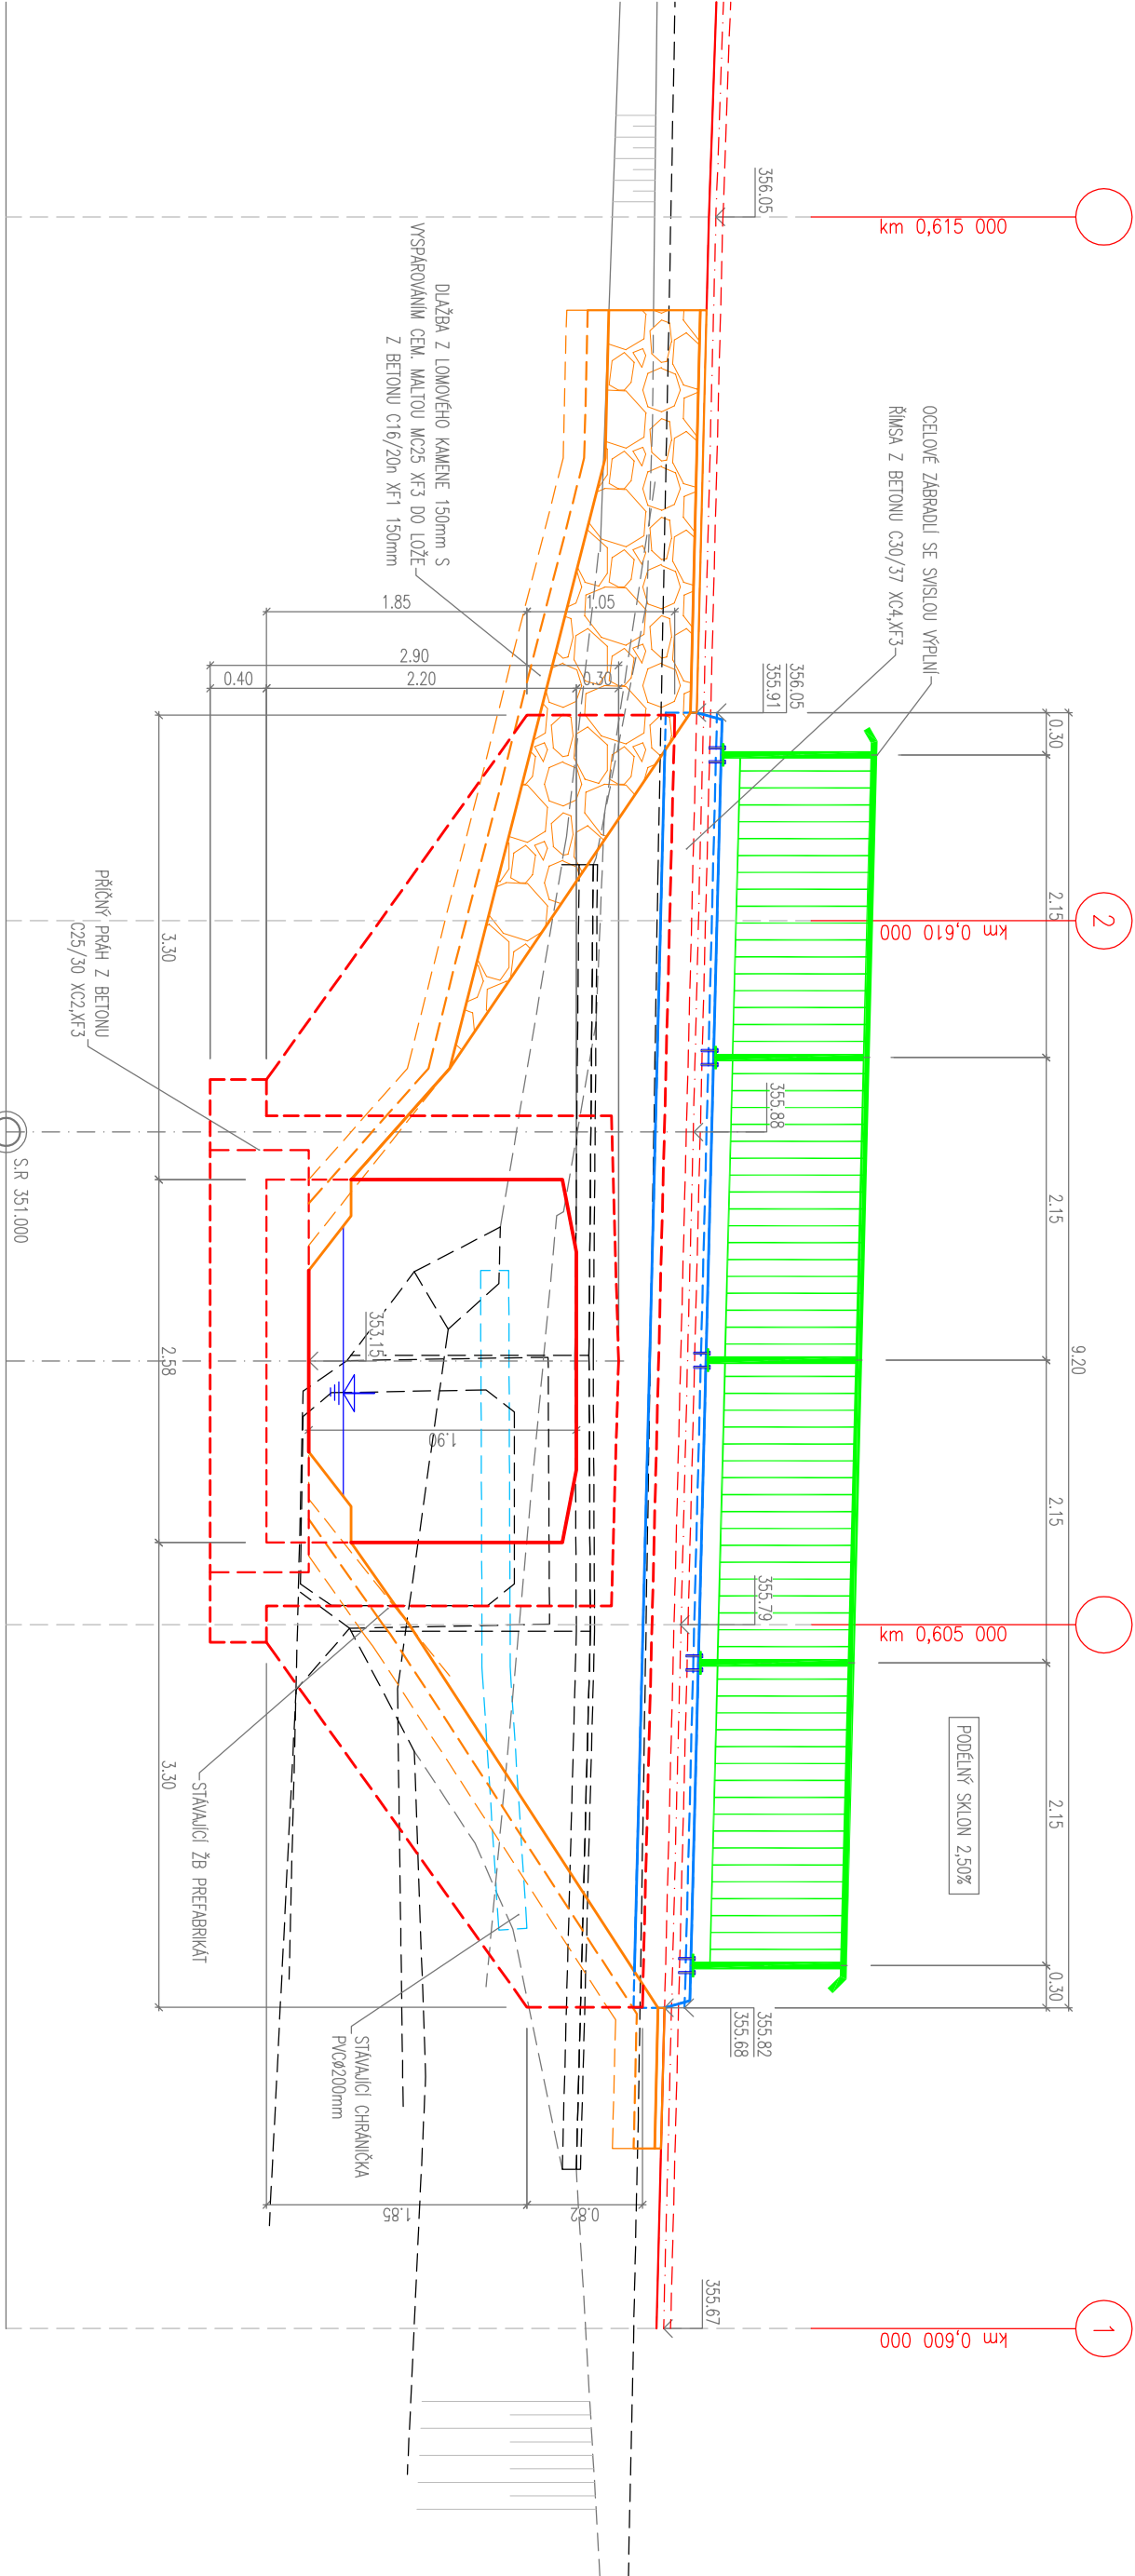 km 0,615 000
2
km 0,610 000
km 0,605 000
1
km 0,600 000
9.20
0.30
2.15
2.15
2.15
2.15
0.30
PODÉLNÝ SKLON 2,50%
OCELOVÉ ZÁBRADLÍ SE SVISLOU VÝPLNÍ
ŘÍMSA Z BETONU C30/37 XC4,XF3
356.05
356.05
355.91
355.88
355.79
355.82
355.68
355.67
DLAŽBA Z LOMOVÉHO KAMENE 150mm S
VYSPÁROVÁNÍM CEM. MALTOU MC25 XF3 DO LOŽE
Z BETONU C16/20n XF1 150mm
1.85
1.05
2.90
0.40
2.20
0.30
353.15
1.90
1.85
0.82
3.30
2.58
3.30
PŘÍČNÝ PRÁH Z BETONU
C25/30 XC2,XF3
STÁVAJÍCÍ ŽB PREFABRIKÁT
STÁVAJÍCÍ CHRÁNIČKA
PVCø200mm
S.R 351.000